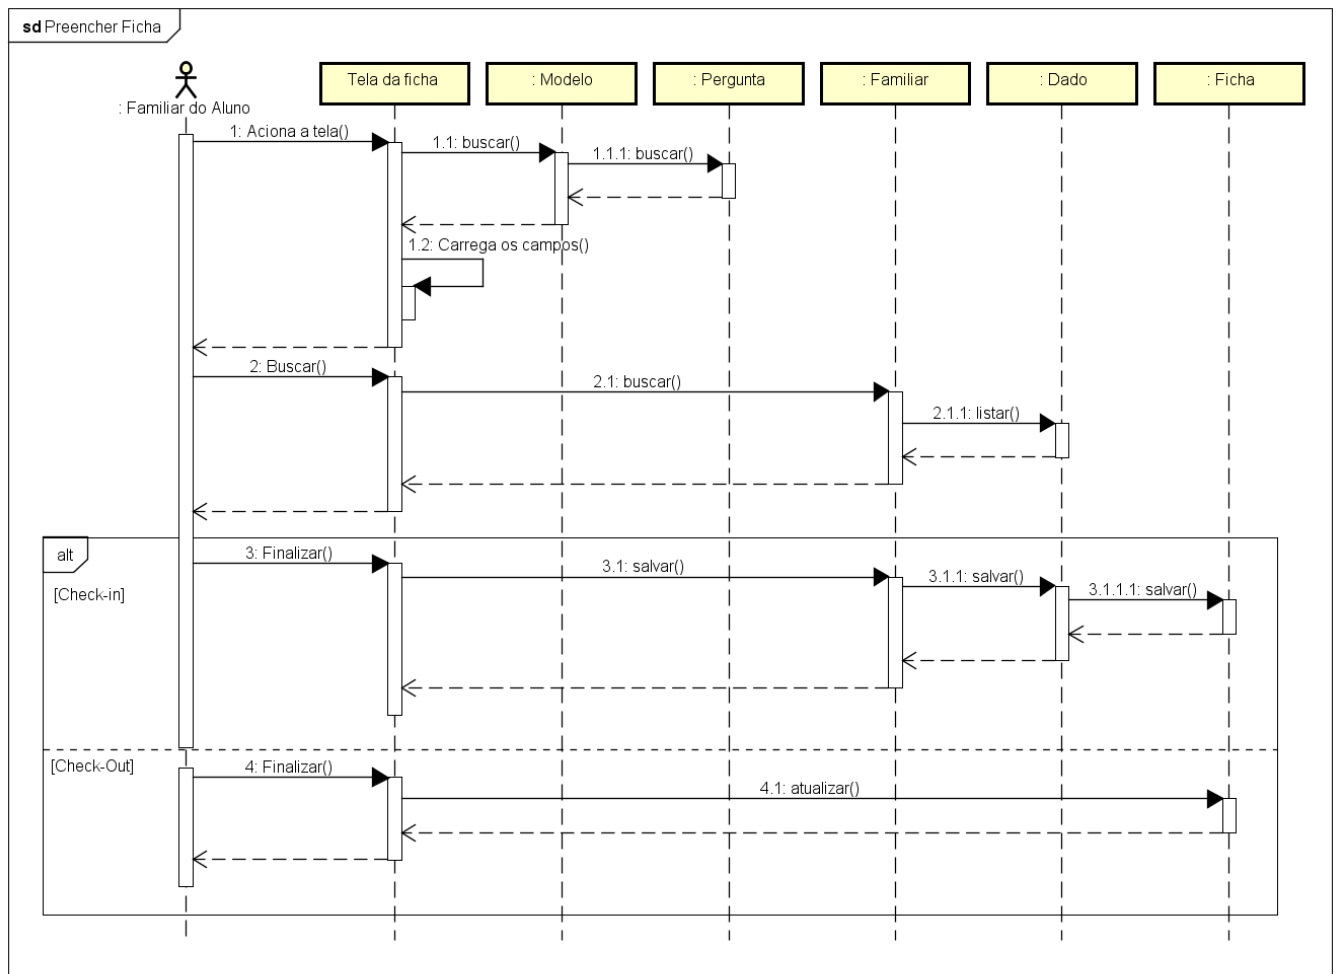 sd Preencher Ficha
: Familiar do Aluno
Tela da ficha
: Modelo
: Pergunta
: Familiar
: Dado
: Ficha
1: Aciona a tela()
1.1: buscar()
1.1.1: buscar()
1.2: Carrega os campos()
2: Buscar()
2.1: buscar()
2.1.1: listar()
alt
[Check-in]
3: Finalizar()
3.1: salvar()
3.1.1: salvar()
3.1.1.1: salvar()
[Check-Out]
4: Finalizar()
4.1: atualizar()